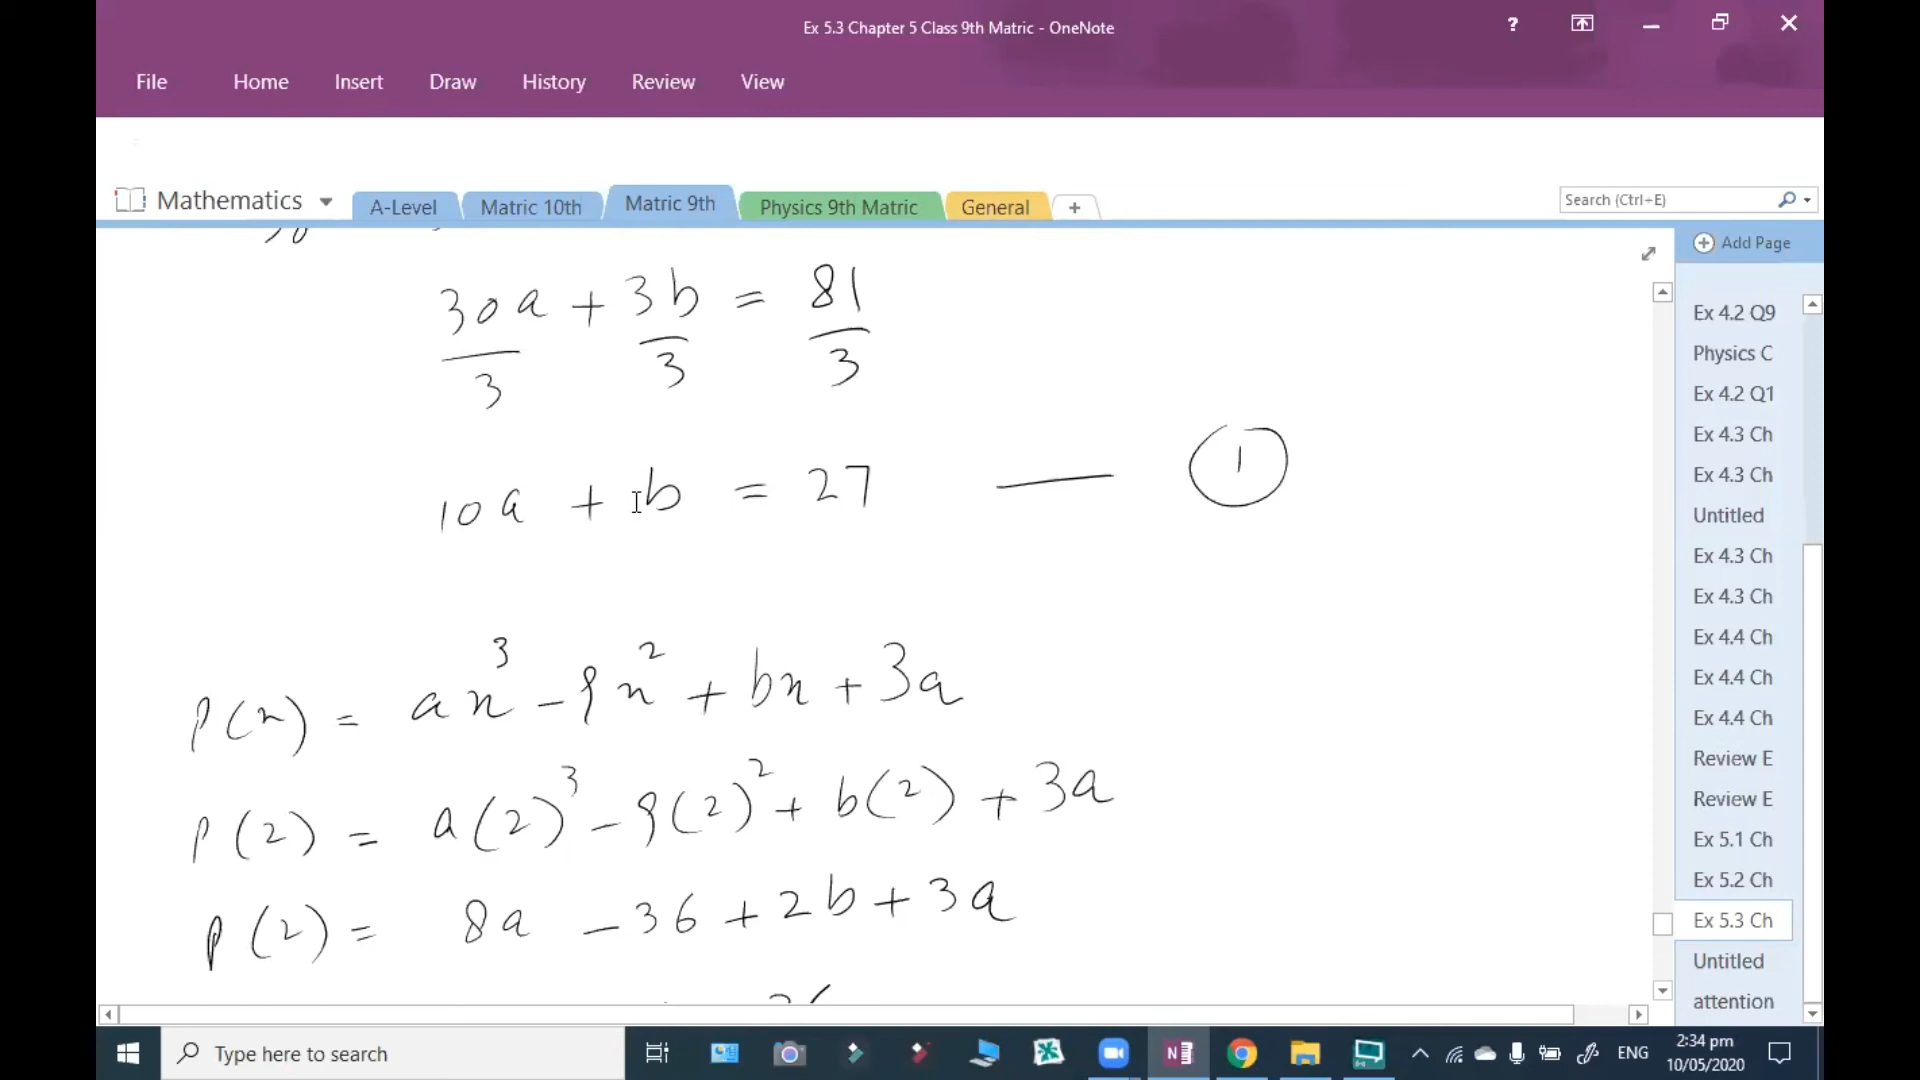 Ex 5.3 Chapter 5 Class 9th Matric - OneNote
?
File Home Insert Draw History Review View
Mathematics A-Level Matric 10th Matric 9th Physics 9th Matric General +
Search (Ctrl+E)
Add Page
30a + 3b = 81
3 3 3
10a + b = 27 — 1
P(x) = ax³ - 9x² + bx + 3a
P(2) = a(2)³ - 9(2)² + b(2) + 3a
P(2) = 8a - 36 + 2b + 3a
Ex 4.2 Q9
Physics C
Ex 4.2 Q1
Ex 4.3 Ch
Ex 4.3 Ch
Untitled
Ex 4.3 Ch
Ex 4.3 Ch
Ex 4.4 Ch
Ex 4.4 Ch
Ex 4.4 Ch
Review E
Review E
Ex 5.1 Ch
Ex 5.2 Ch
Ex 5.3 Ch
Untitled
attention
Type here to search
N
ENG
2:34 pm
10/05/2020